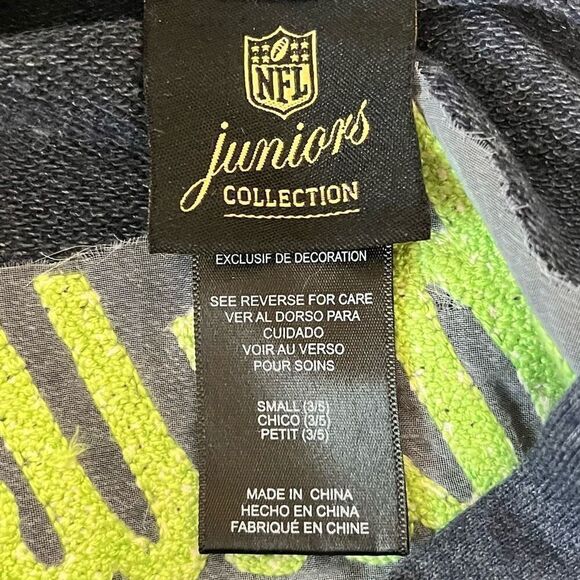 NFL
juniors
COLLECTION
EXCLUSIF DE DECORATION
SEE REVERSE FOR CARE
VER AL DORSO PARA
CUIDADO
VOIR AU VERSO
POUR SOINS
SMALL (3/5)
CHICO (3/5)
PETIT (3/5)
MADE IN CHINA
HECHO EN CHINA
FABRIQUÉ EN CHINE